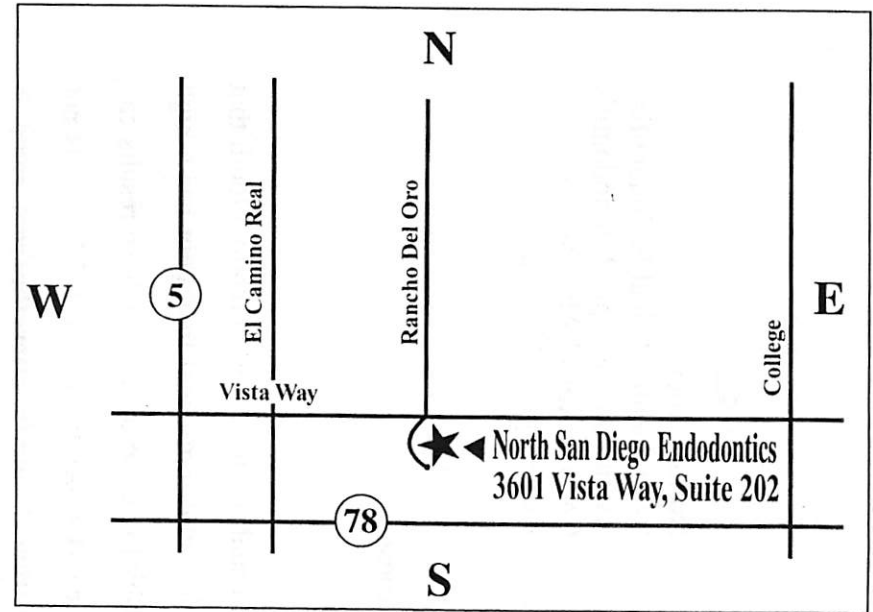 N
W
5
El Camino Real
Rancho Del Oro
College
E
Vista Way
North San Diego Endodontics
3601 Vista Way, Suite 202
78
S